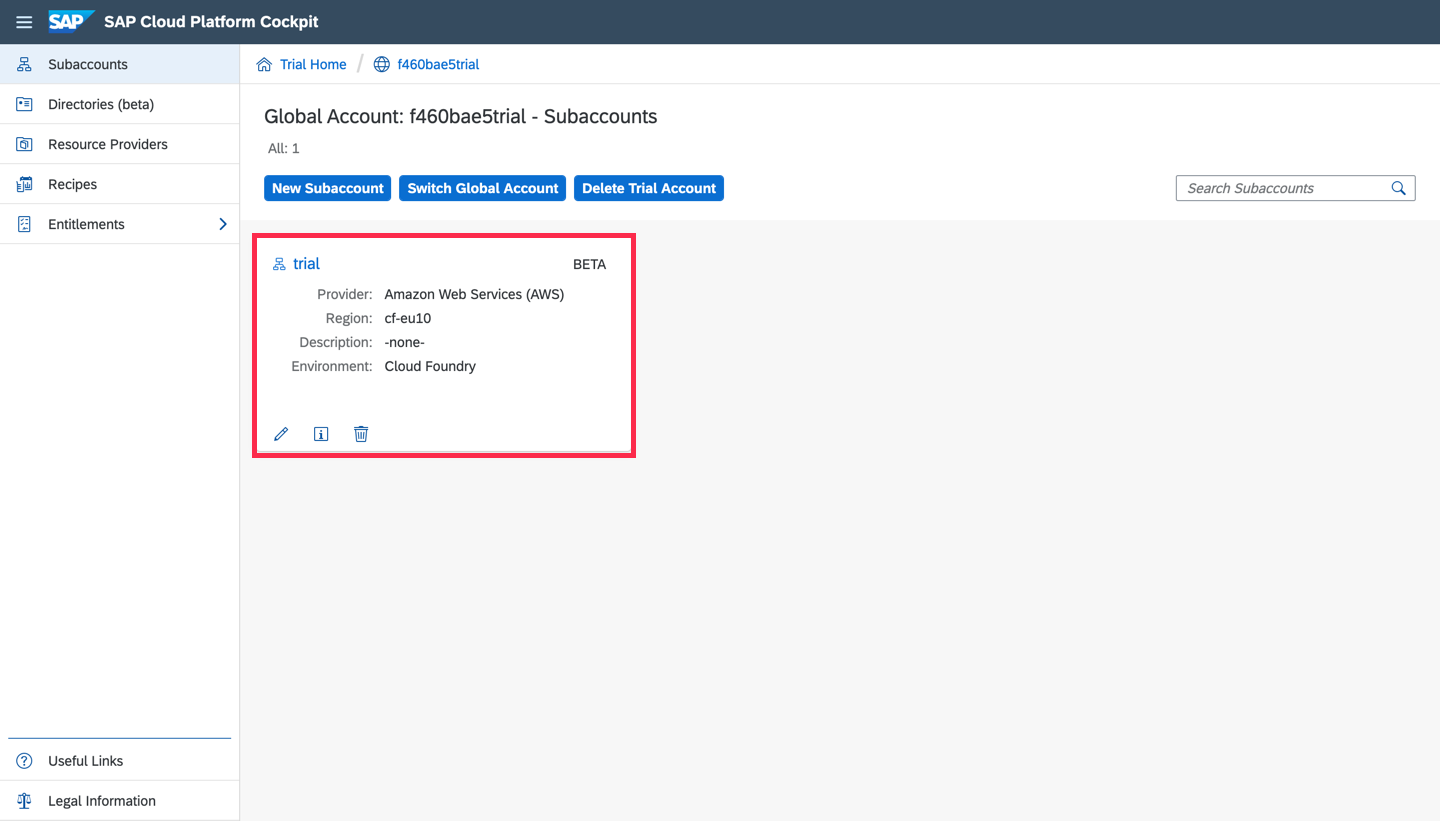 SAP SAP Cloud Platform Cockpit
Subaccounts
Directories (beta)
Resource Providers
Recipes
Entitlements
Useful Links
Legal Information
Trial Home / f460bae5trial
Global Account: f460bae5trial - Subaccounts
All: 1
New Subaccount Switch Global Account Delete Trial Account Search Subaccounts
trial BETA
Provider: Amazon Web Services (AWS)
Region: cf-eu10
Description: -none-
Environment: Cloud Foundry